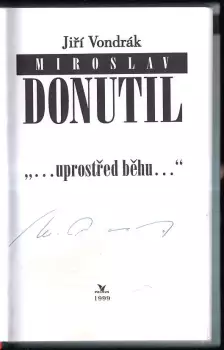 Jiří Vondrák
MIROSLAV
DONUTIL
„...uprostřed běhu...“
1999